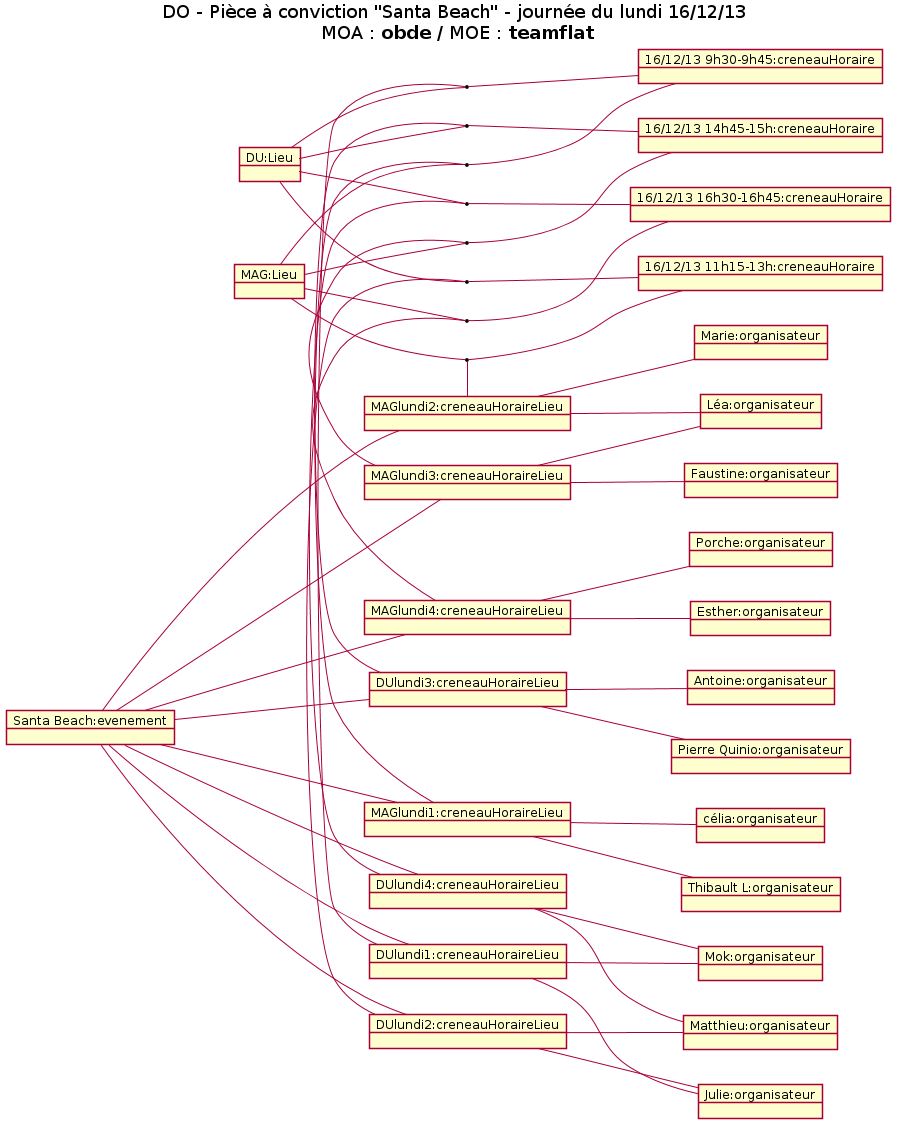 DO - Pièce à conviction "Santa Beach" - journée du lundi 16/12/13
MOA : obde / MOE : teamflat
16/12/13 9h30-9h45:creneauHoraire
16/12/13 14h45-15h:creneauHoraire
DU:Lieu
16/12/13 16h30-16h45:creneauHoraire
MAG:Lieu
16/12/13 11h15-13h:creneauHoraire
Marie:organisateur
MAGlundi2:creneauHoraireLieu
Léa:organisateur
MAGlundi3:creneauHoraireLieu
Faustine:organisateur
Porche:organisateur
MAGlundi4:creneauHoraireLieu
Esther:organisateur
DUlundi3:creneauHoraireLieu
Antoine:organisateur
Santa Beach:evenement
Pierre Quinio:organisateur
MAGlundi1:creneauHoraireLieu
célia:organisateur
DUlundi4:creneauHoraireLieu
Thibault L:organisateur
DUlundi1:creneauHoraireLieu
Mok:organisateur
DUlundi2:creneauHoraireLieu
Matthieu:organisateur
Julie:organisateur